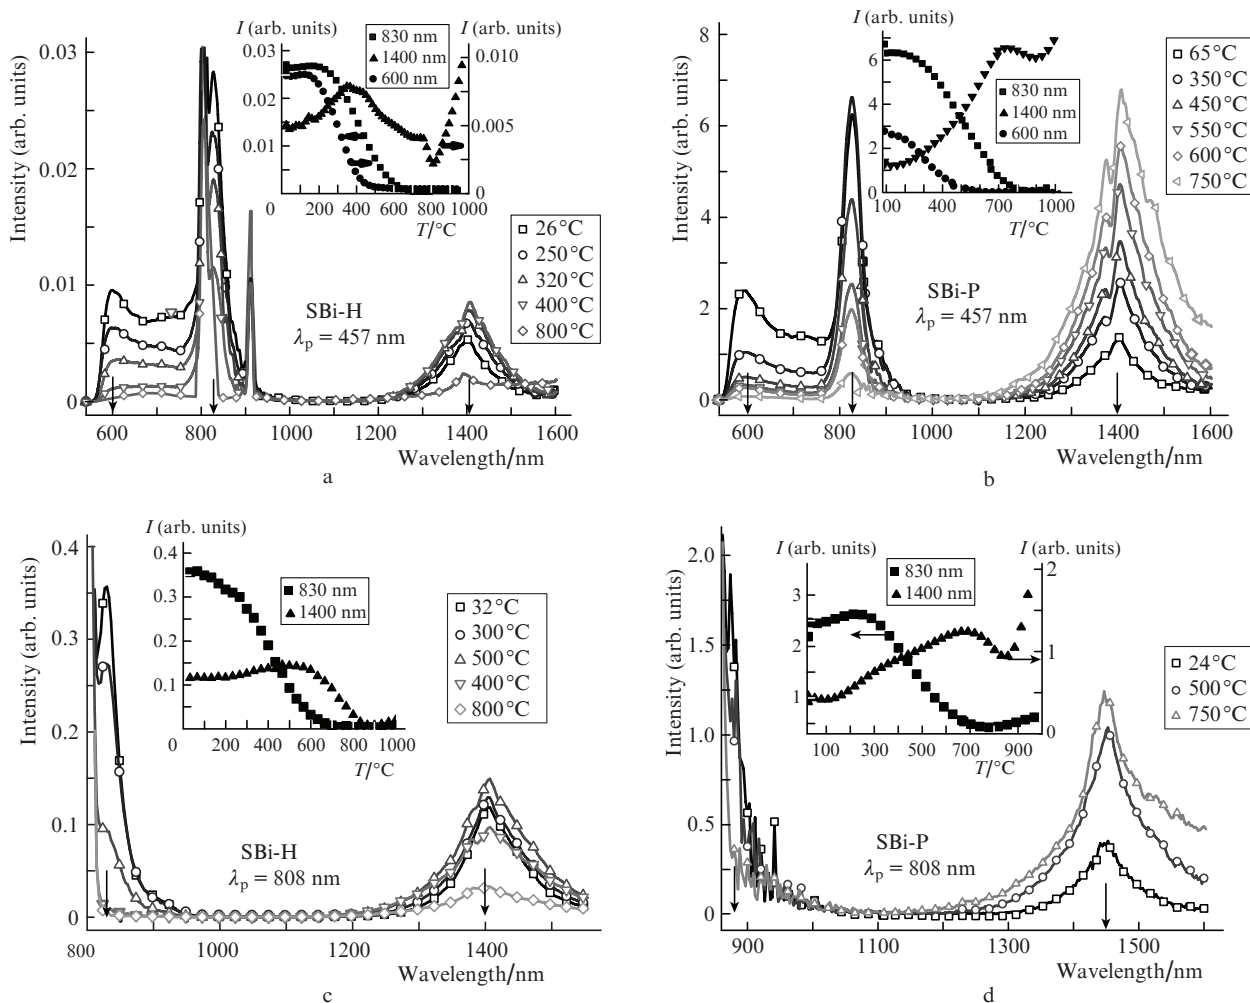 I (arb. units)
I (arb. units)
0.03
0.02
0.01
0
Intensity (arb. units)
0.03
0.02
0.01
0
0.010
0.005
0
830 nm
1400 nm
600 nm
0 200 400 600 800 1000
T/°C
26 °C
250 °C
320 °C
400 °C
800 °C
SBi-H
λp = 457 nm
600 800 1000 1200 1400 1600
Wavelength/nm
a
I (arb. units)
8
6
4
2
0
Intensity (arb. units)
6
4
2
0
830 nm
1400 nm
600 nm
100 400 700 1000
T/°C
65 °C
350 °C
450 °C
550 °C
600 °C
750 °C
SBi-P
λp = 457 nm
600 800 1000 1200 1400 1600
Wavelength/nm
b
I (arb. units)
0.4
0.3
0.2
0.1
0
Intensity (arb. units)
0.4
0.3
0.2
0.1
0
830 nm
1400 nm
0 200 400 600 800 1000
T/°C
32 °C
300 °C
500 °C
400 °C
800 °C
SBi-H
λp = 808 nm
800 1000 1200 1400
Wavelength/nm
c
I (arb. units)
I (arb. units)
2.0
1.5
1.0
0.5
0
Intensity (arb. units)
3
2
1
2
1
0
830 nm
1400 nm
100 300 500 700 900
T/°C
24 °C
500 °C
750 °C
SBi-P
λp = 808 nm
900 1100 1300 1500
Wavelength/nm
d